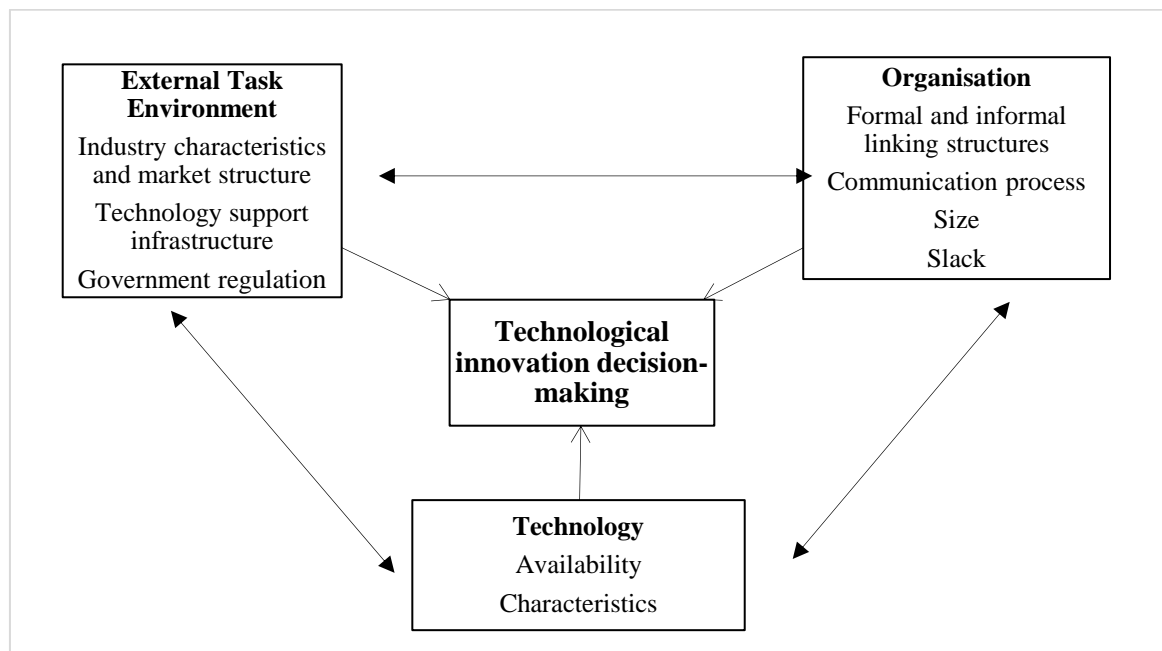 External Task
Environment
Industry characteristics
and market structure
Technology support
infrastructure
Government regulation
Organisation
Formal and informal
linking structures
Communication process
Size
Slack
Technological
innovation decision-
making
Technology
Availability
Characteristics